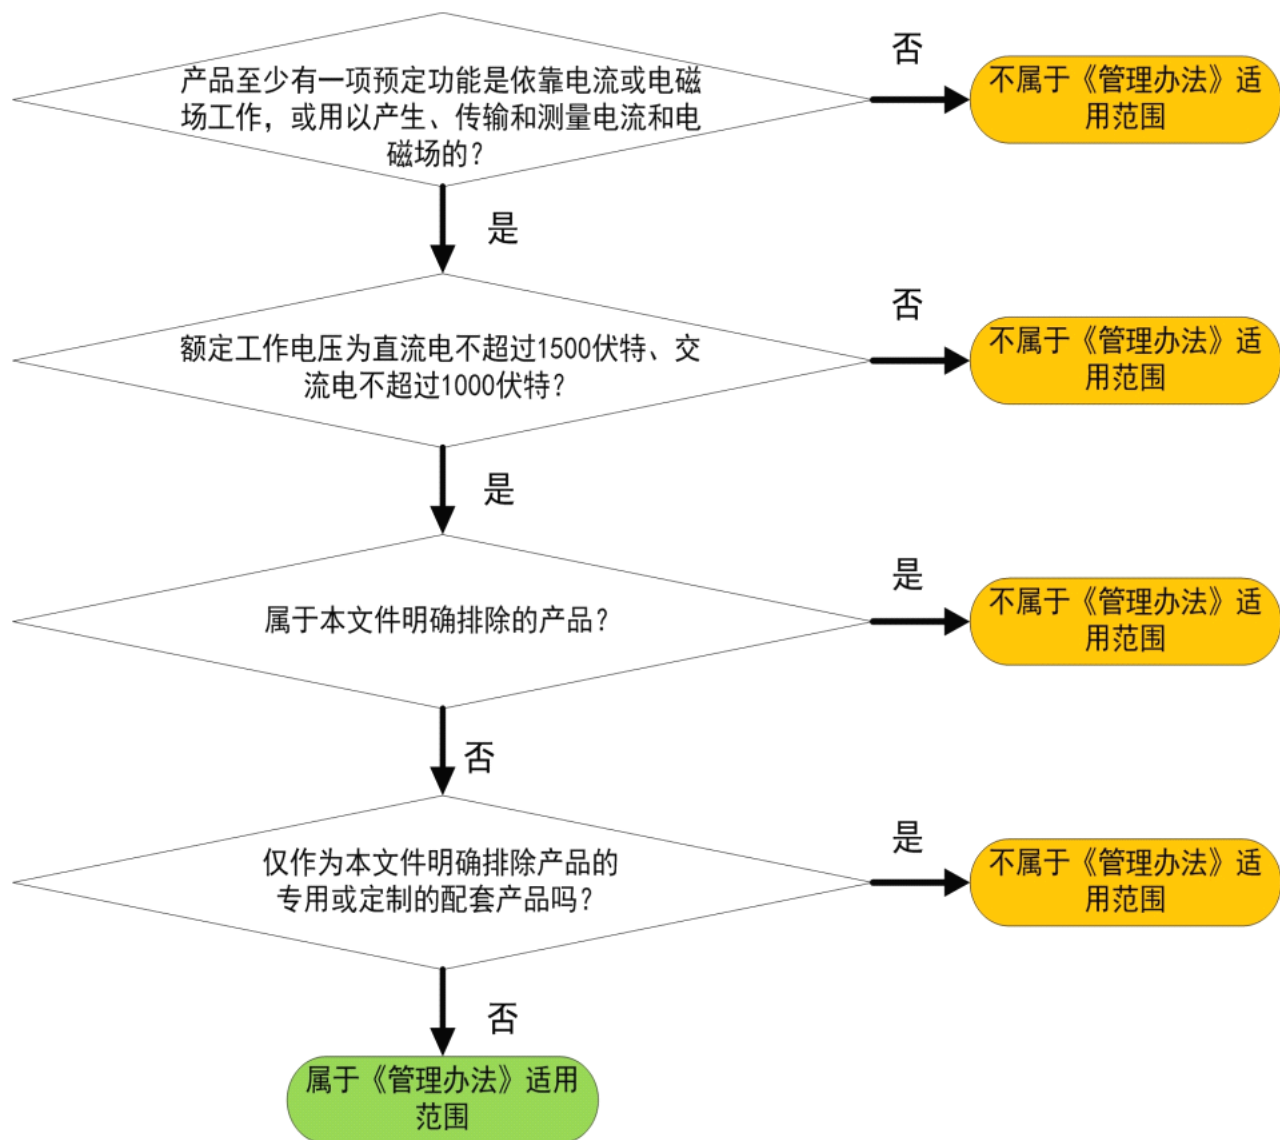 产品至少有一项预定功能是依靠电流或电磁
场工作，或用以产生、传输和测量电流和电
磁场的？
否
不属于《管理办法》适
用范围
是
额定工作电压为直流电不超过1500伏特、交
流电不超过1000伏特？
否
不属于《管理办法》适
用范围
是
属于本文件明确排除的产品？
是
不属于《管理办法》适
用范围
否
仅作为本文件明确排除产品的
专用或定制的配套产品吗？
是
不属于《管理办法》适
用范围
否
属于《管理办法》适用
范围